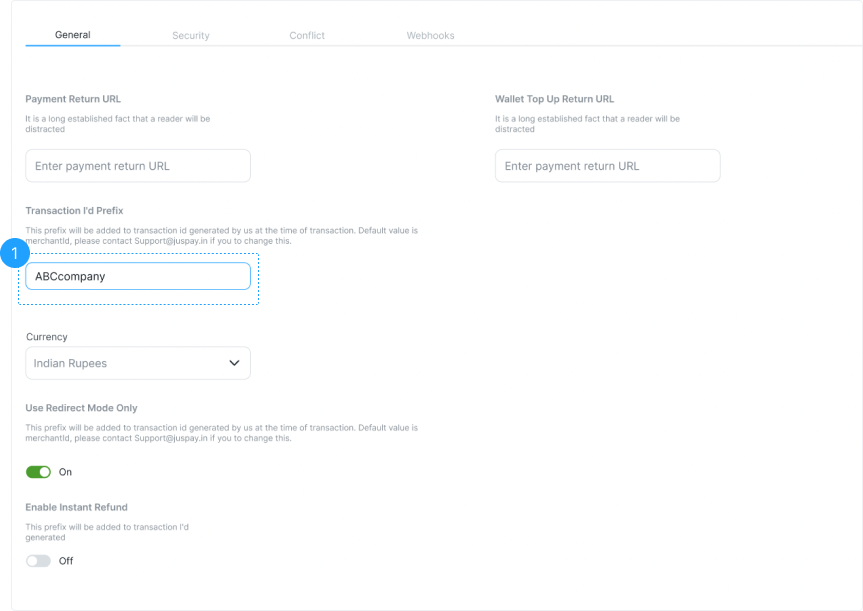 General Security Conflict Webhooks
Payment Return URL
It is a long established fact that a reader will be
distracted
Enter payment return URL
Wallet Top Up Return URL
It is a long established fact that a reader will be
distracted
Enter payment return URL
Transaction I'd Prefix
This prefix will be added to transaction id generated by us at the time of transaction. Default value is
merchantId, please contact Support@juspay.in if you to change this.
1
ABCcompany
Currency
Indian Rupees
Use Redirect Mode Only
This prefix will be added to transaction id generated by us at the time of transaction. Default value is
merchantId, please contact Support@juspay.in if you to change this.
On
Enable Instant Refund
This prefix will be added to transaction I'd
generated
Off